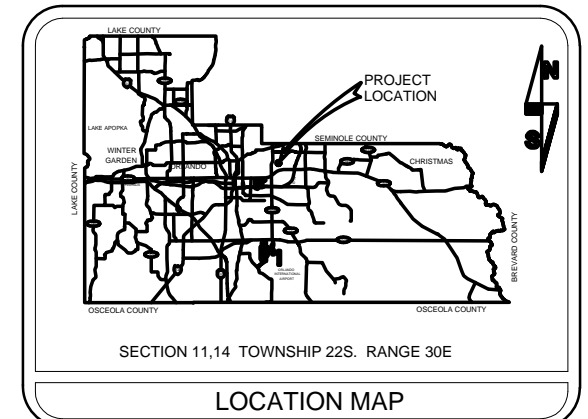 LAKE COUNTY
PROJECT
LOCATION
N
S
LAKE APOPKA
SEMINOLE COUNTY
WINTER
GARDEN
ORLANDO
CHRISTMAS
LAKE COUNTY
BREVARD COUNTY
ORLANDO
INTERNATIONAL
AIRPORT
OSCEOLA COUNTY
OSCEOLA COUNTY
SECTION 11,14 TOWNSHIP 22S. RANGE 30E
LOCATION MAP